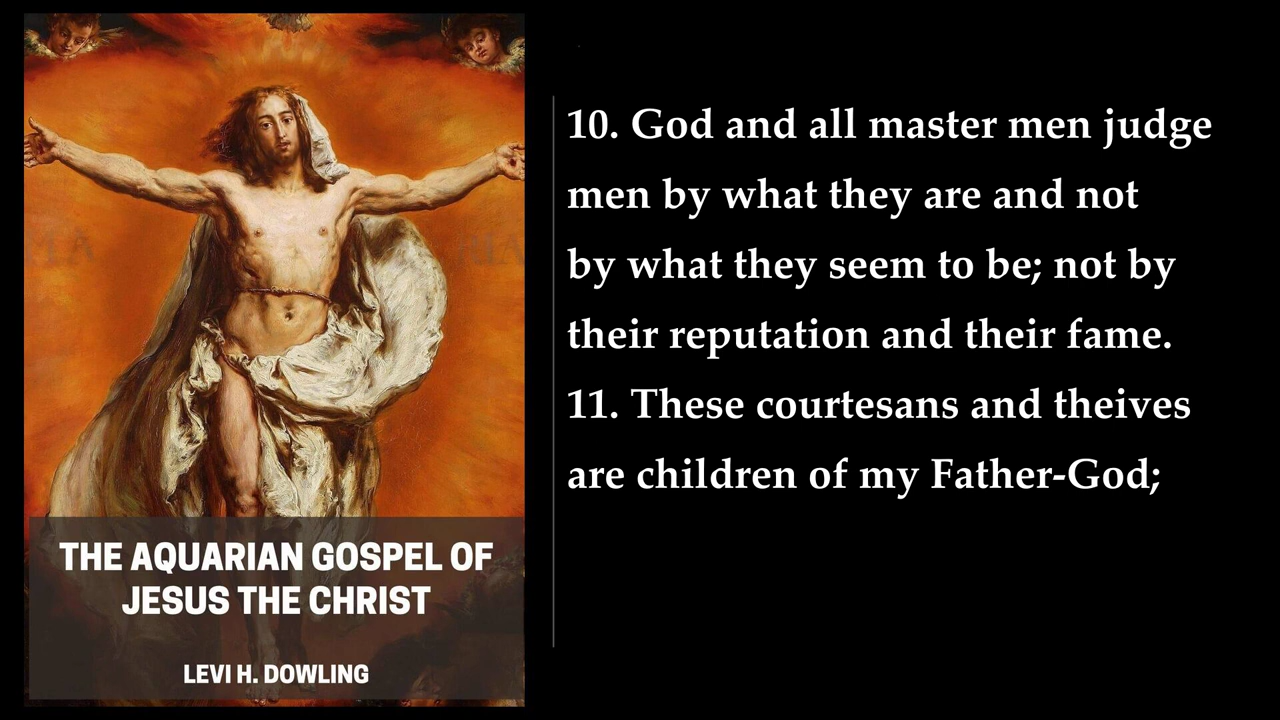 THE AQUARIAN GOSPEL OF
JESUS THE CHRIST
LEVI H. DOWLING
10. God and all master men judge
men by what they are and not
by what they seem to be; not by
their reputation and their fame.
11. These courtesans and theives
are children of my Father-God;